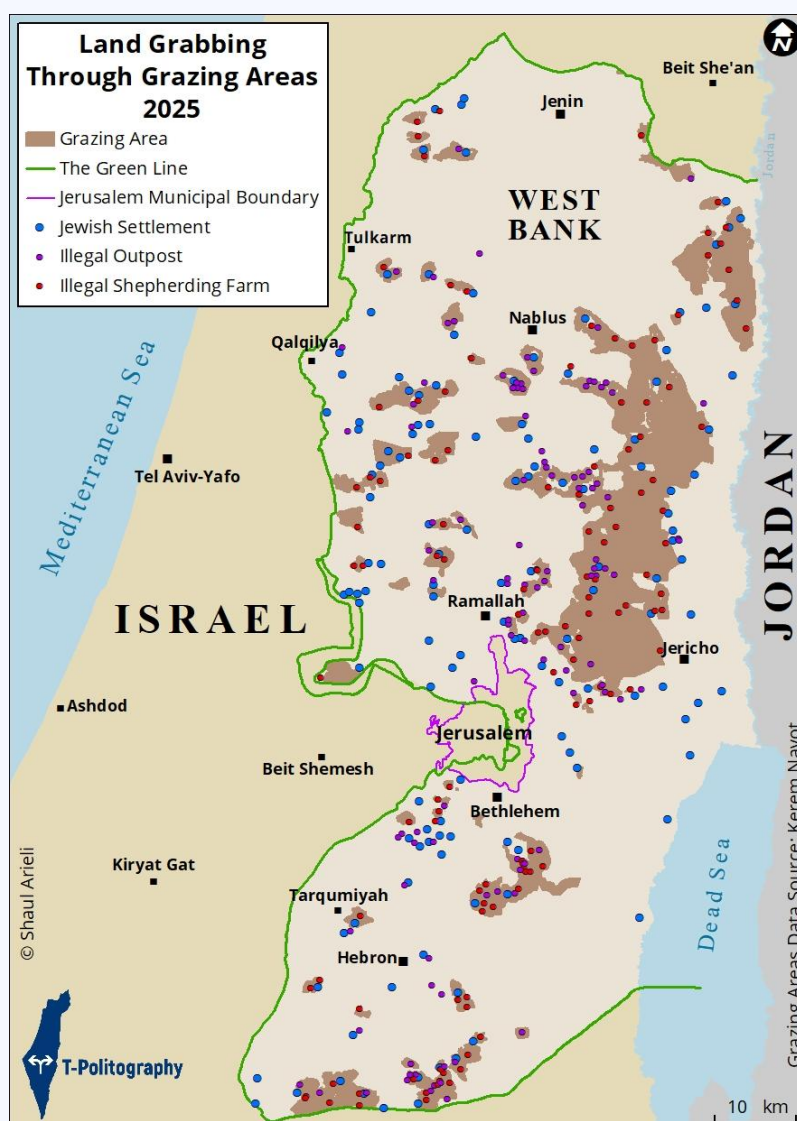 Land Grabbing
Through Grazing Areas
2025
Grazing Area
The Green Line
Jerusalem Municipal Boundary
Jewish Settlement
Illegal Outpost
Illegal Shepherding Farm
N
Beit She'an
Jenin
Jordan
WEST
BANK
Tulkarm
Nablus
Qalqilya
Mediterranean Sea
Tel Aviv-Yafo
JORDAN
ISRAEL
Ramallah
Jericho
Ashdod
Jerusalem
Beit Shemesh
Bethlehem
Kiryat Gat
Tarqumiyah
Dead Sea
Hebron
© Shaul Arieli
Grazing Areas Data Source: Kerem Navot
T-Politography
10 km